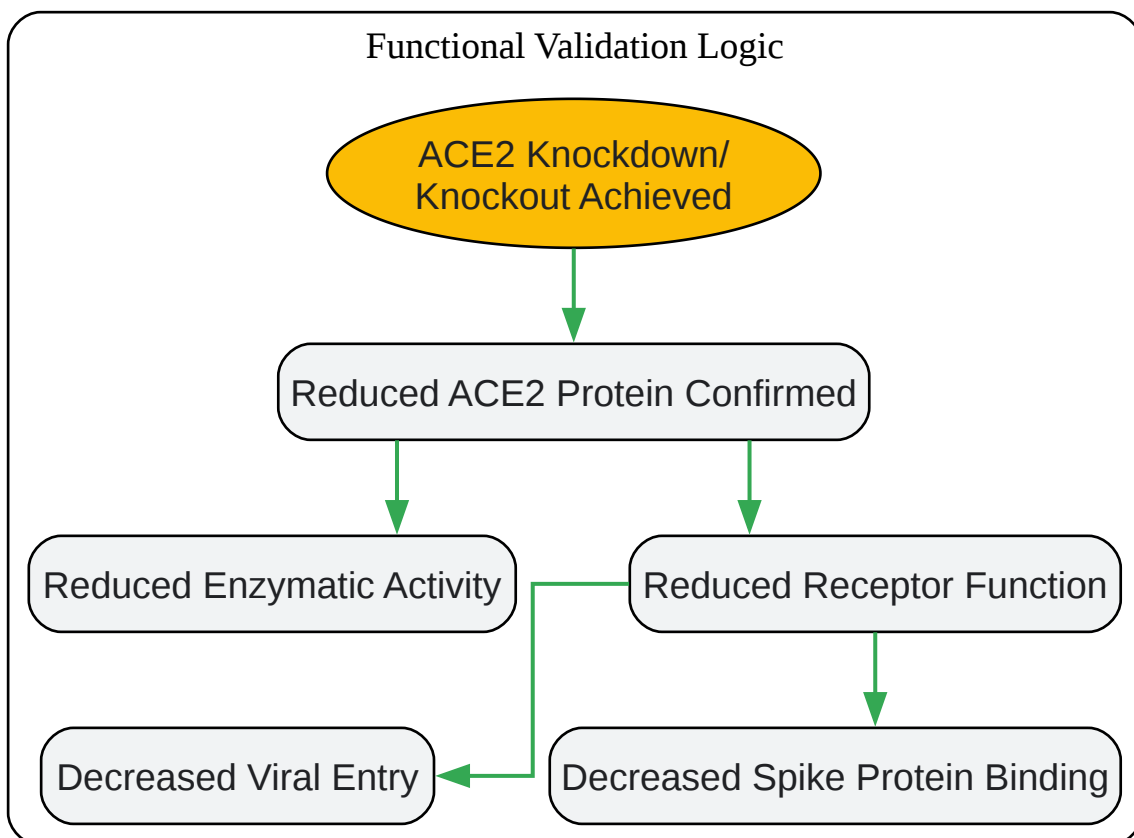 Functional Validation Logic
ACE2 Knockdown/
Knockout Achieved
Reduced ACE2 Protein Confirmed
Reduced Enzymatic Activity
Reduced Receptor Function
Decreased Viral Entry
Decreased Spike Protein Binding